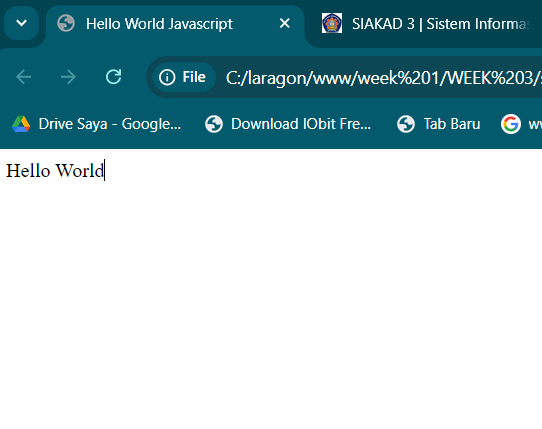 Hello World Javascript
SIAKAD 3 | Sistem Informas
File
C:/laragon/www/week%201/WEEK%203/
Drive Saya - Google...
Download IObit Fre...
Tab Baru
Hello World